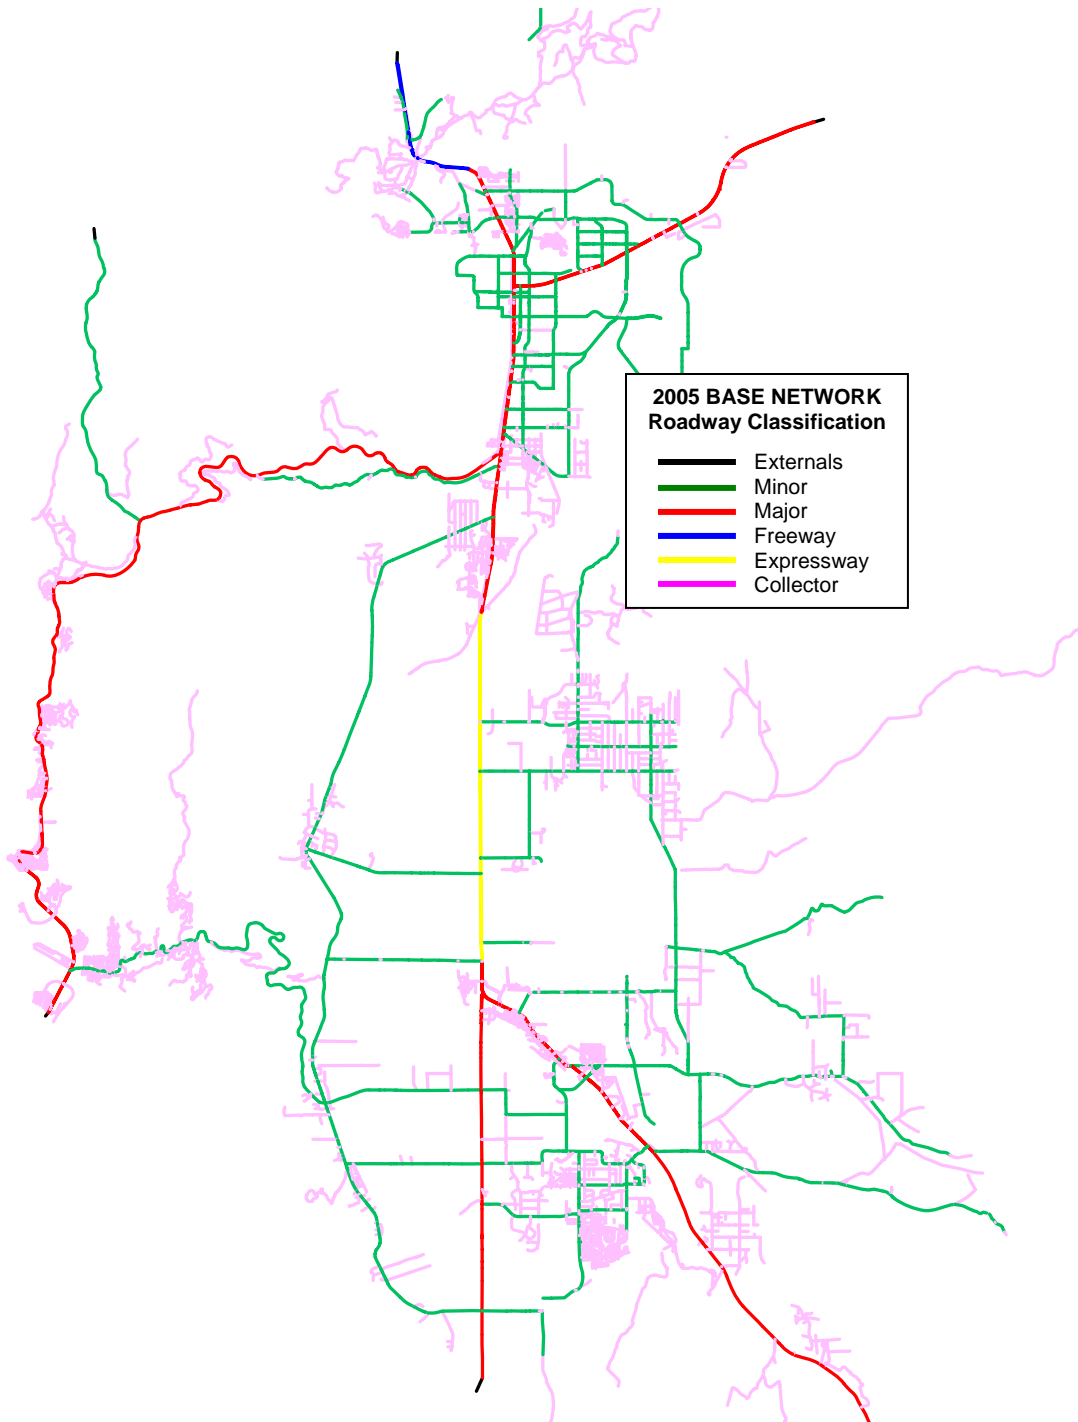 2005 BASE NETWORK
Roadway Classification
Externals
Minor
Major
Freeway
Expressway
Collector